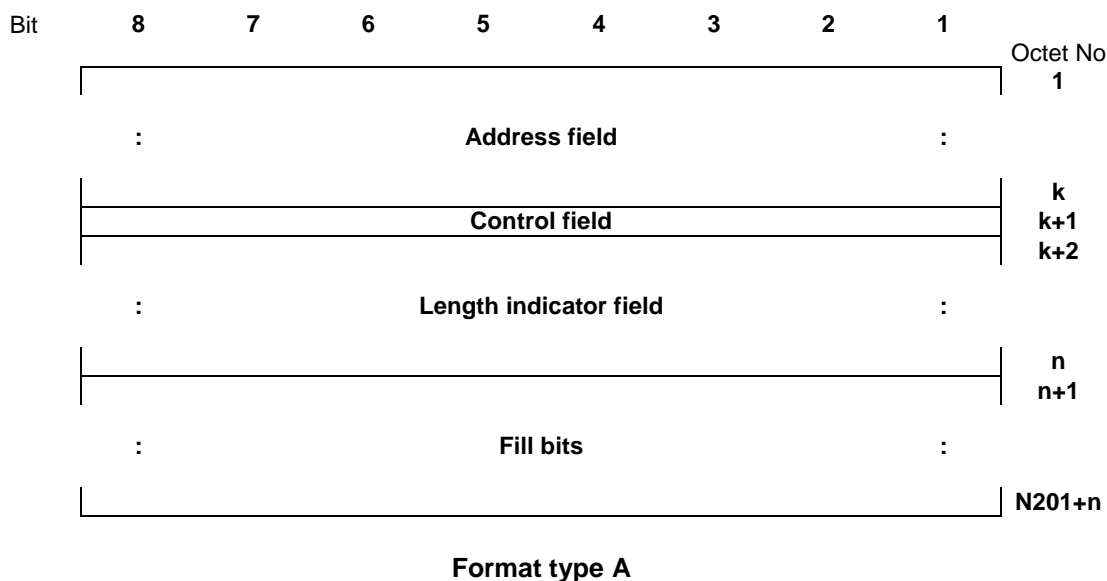 Bit 8 7 6 5 4 3 2 1
Octet No
1
: Address field :
k
Control field k+1
k+2
: Length indicator field :
n
n+1
: Fill bits :
N201+n
Format type A